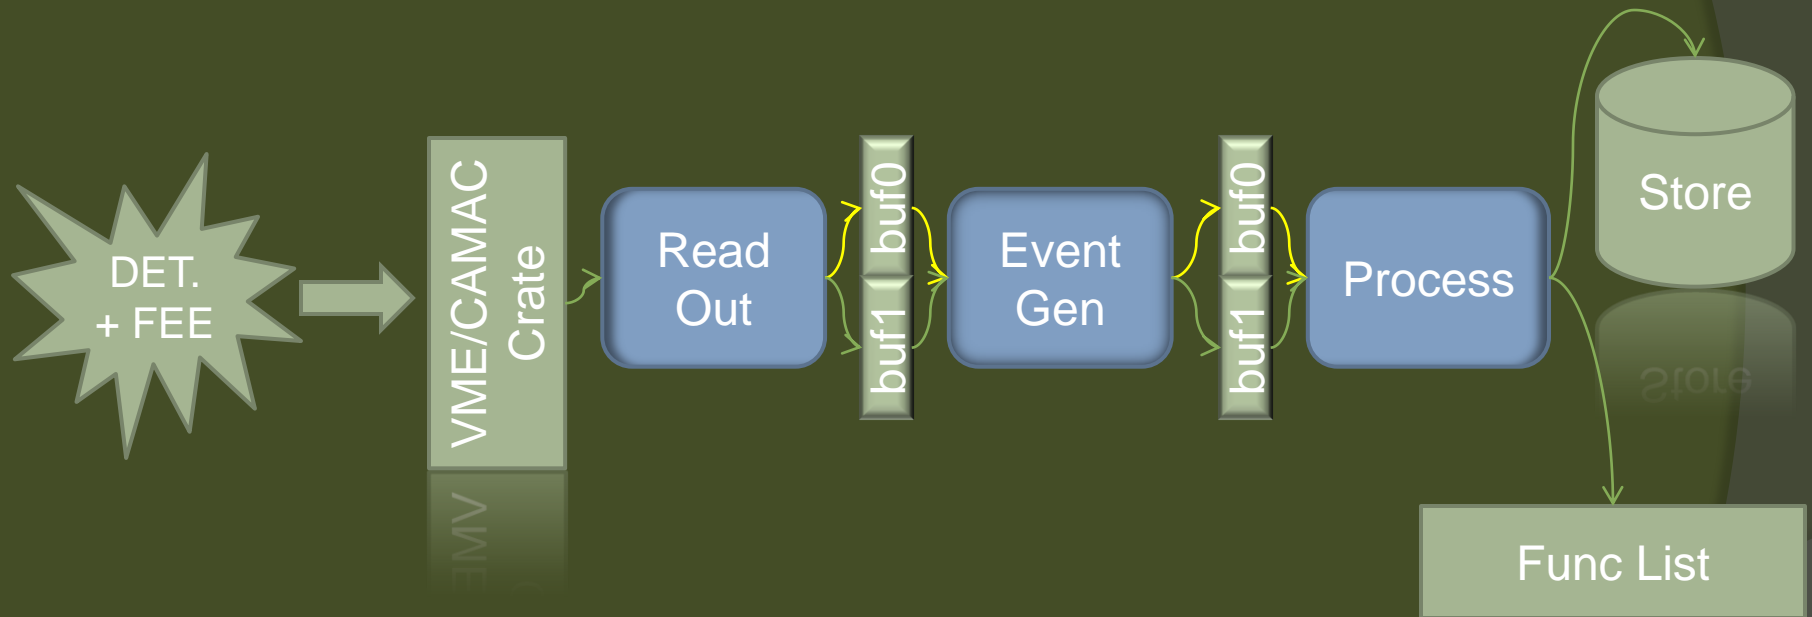 DET.
+ FEE
VME/CAMAC
Crate
Read
Out
buf0
buf1
Event
Gen
buf0
buf1
Process
Store
Func List